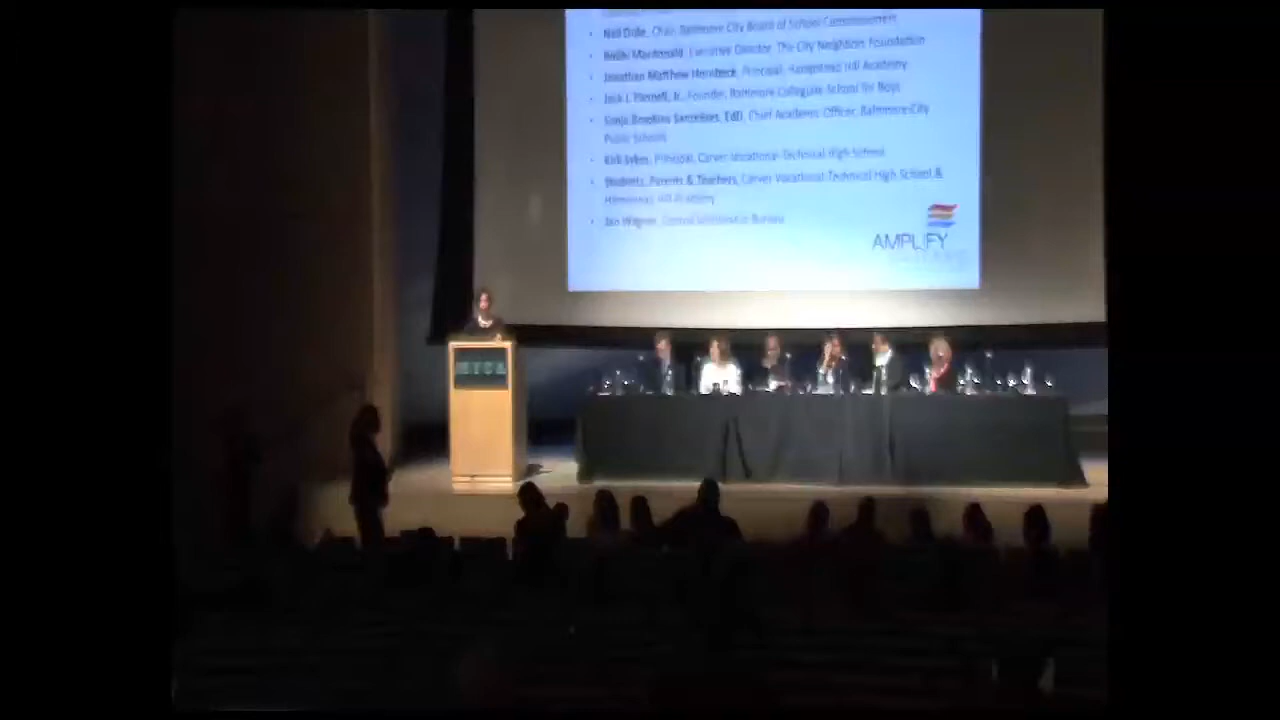 Neil Duke, Chair, Baltimore City Board of School Commissioners
Bobbi Macdonald, Executive Director, The City Neighbors Foundation
Jonathan Matthew Hornbeck, Principal, Hampstead Hill Academy
Jack J. Pannell, Jr., Founder, Baltimore Collegiate School for Boys
Sonja Brookins Santelises, EdD, Chief Academic Officer, Baltimore City
Public Schools
Principal, Carver Vocational-Technical High School
Students, Parents & Teachers, Carver Vocational-Technical High School &
Hampstead Hill Academy
Jan Wagner,
AMPLIFY